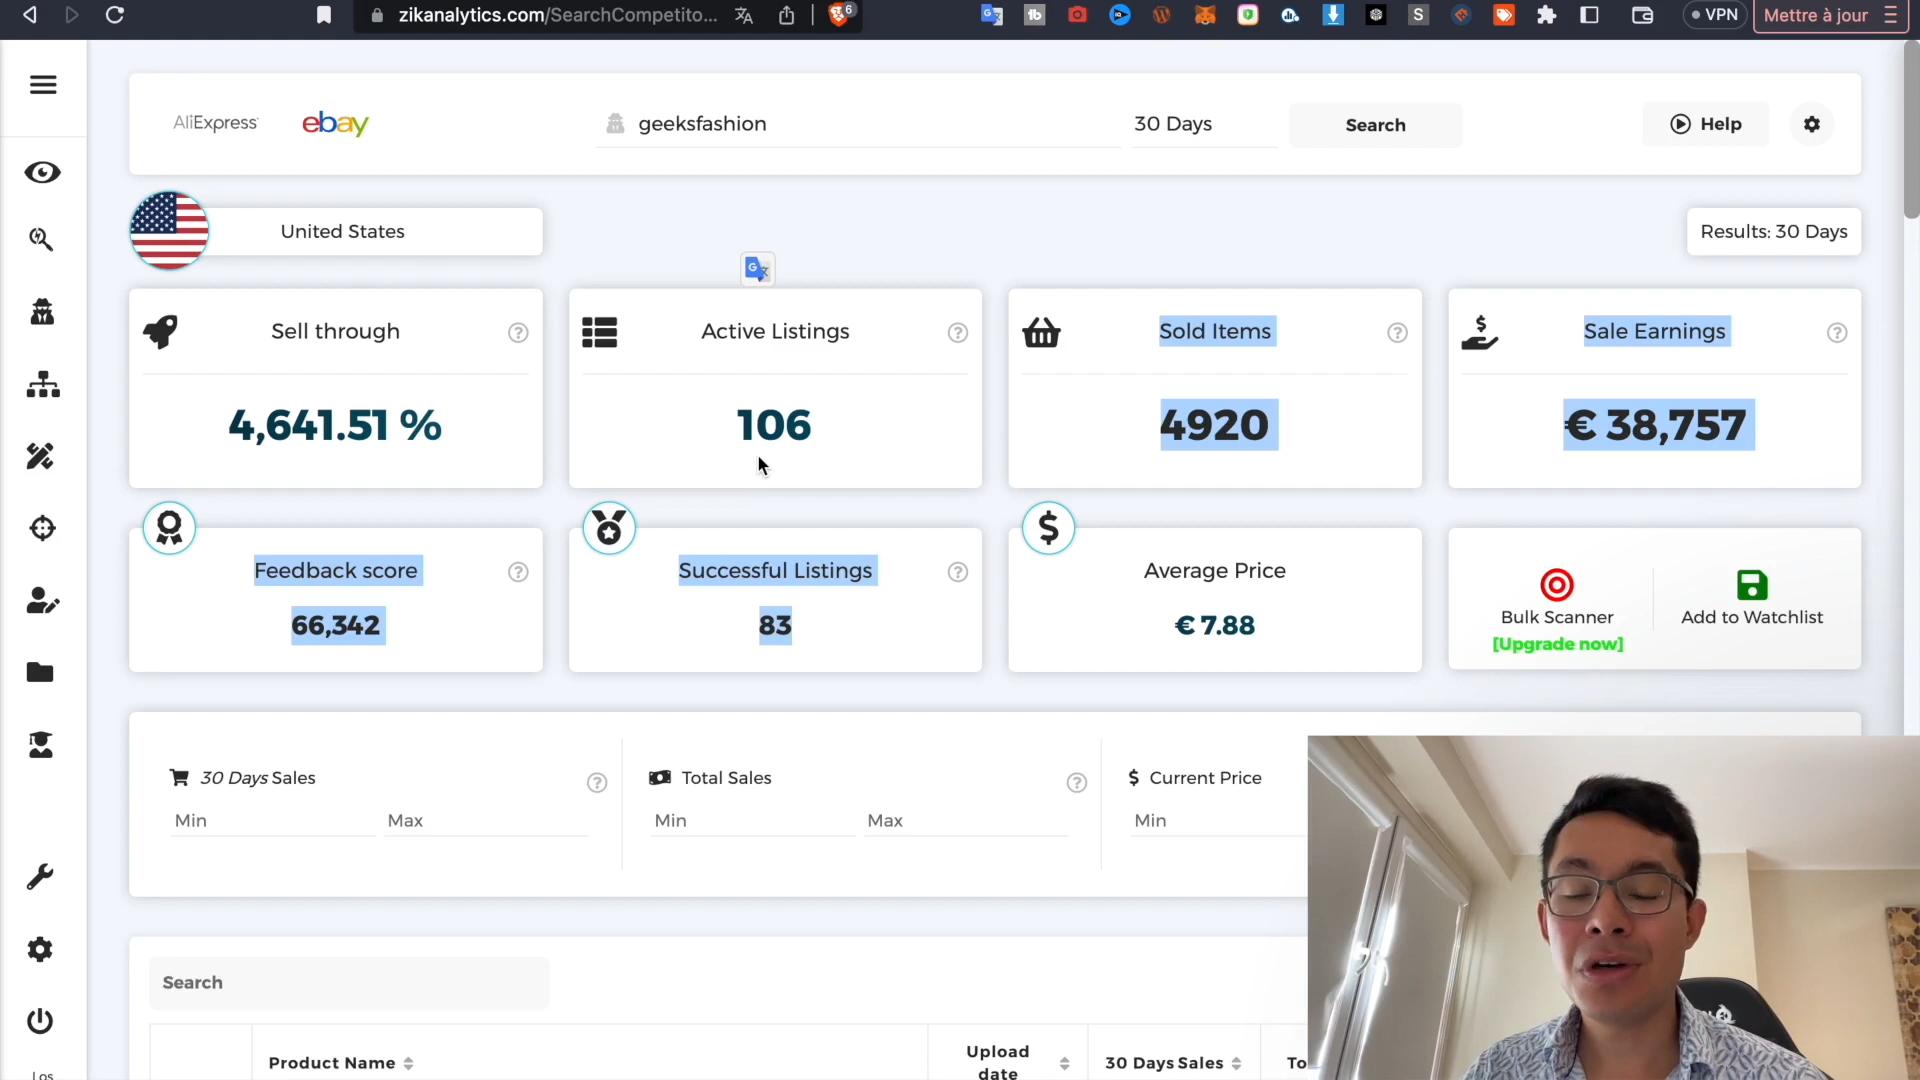 zikanalytics.com/SearchCompetito...
6
VPN
Mettre à jour
AliExpress
ebay
geeksfashion
30 Days
Search
Help
United States
Results: 30 Days
Sell through
Active Listings
Sold Items
Sale Earnings
4,641.51 %
106
4920
€ 38,757
Feedback score
Successful Listings
Average Price
66,342
83
€ 7.88
Bulk Scanner
[Upgrade now]
Add to Watchlist
30 Days Sales
Total Sales
$ Current Price
Min
Max
Min
Max
Min
Search
Product Name
Upload
date
30 Days Sales
To